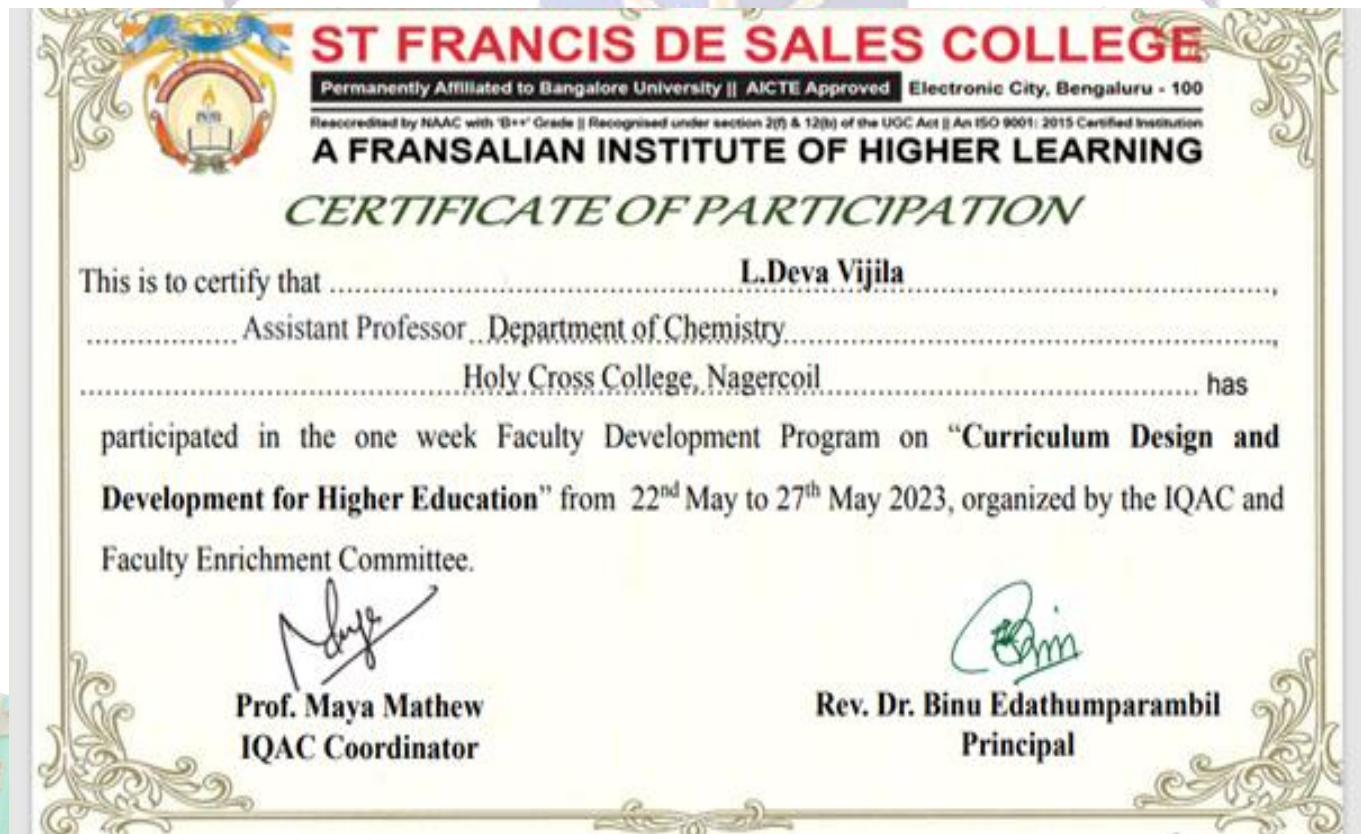 ST FRANCIS DE SALES COLLEGE
Permanently Affiliated to Bangalore University || AICTE Approved Electronic City, Bengaluru - 100
Reaccredited by NAAC with 'B++' Grade || Recognised under section 2(f) & 12(b) of the UGC Act || An ISO 9001: 2015 Certified Institution
A FRANSALIAN INSTITUTE OF HIGHER LEARNING
CERTIFICATE OF PARTICIPATION
This is to certify that L.Deva Vijila,
Assistant Professor Department of Chemistry,
Holy Cross College, Nagercoil has
participated in the one week Faculty Development Program on “Curriculum Design and
Development for Higher Education” from 22nd May to 27th May 2023, organized by the IQAC and
Faculty Enrichment Committee.
Prof. Maya Mathew
IQAC Coordinator
Rev. Dr. Binu Edathumparambil
Principal